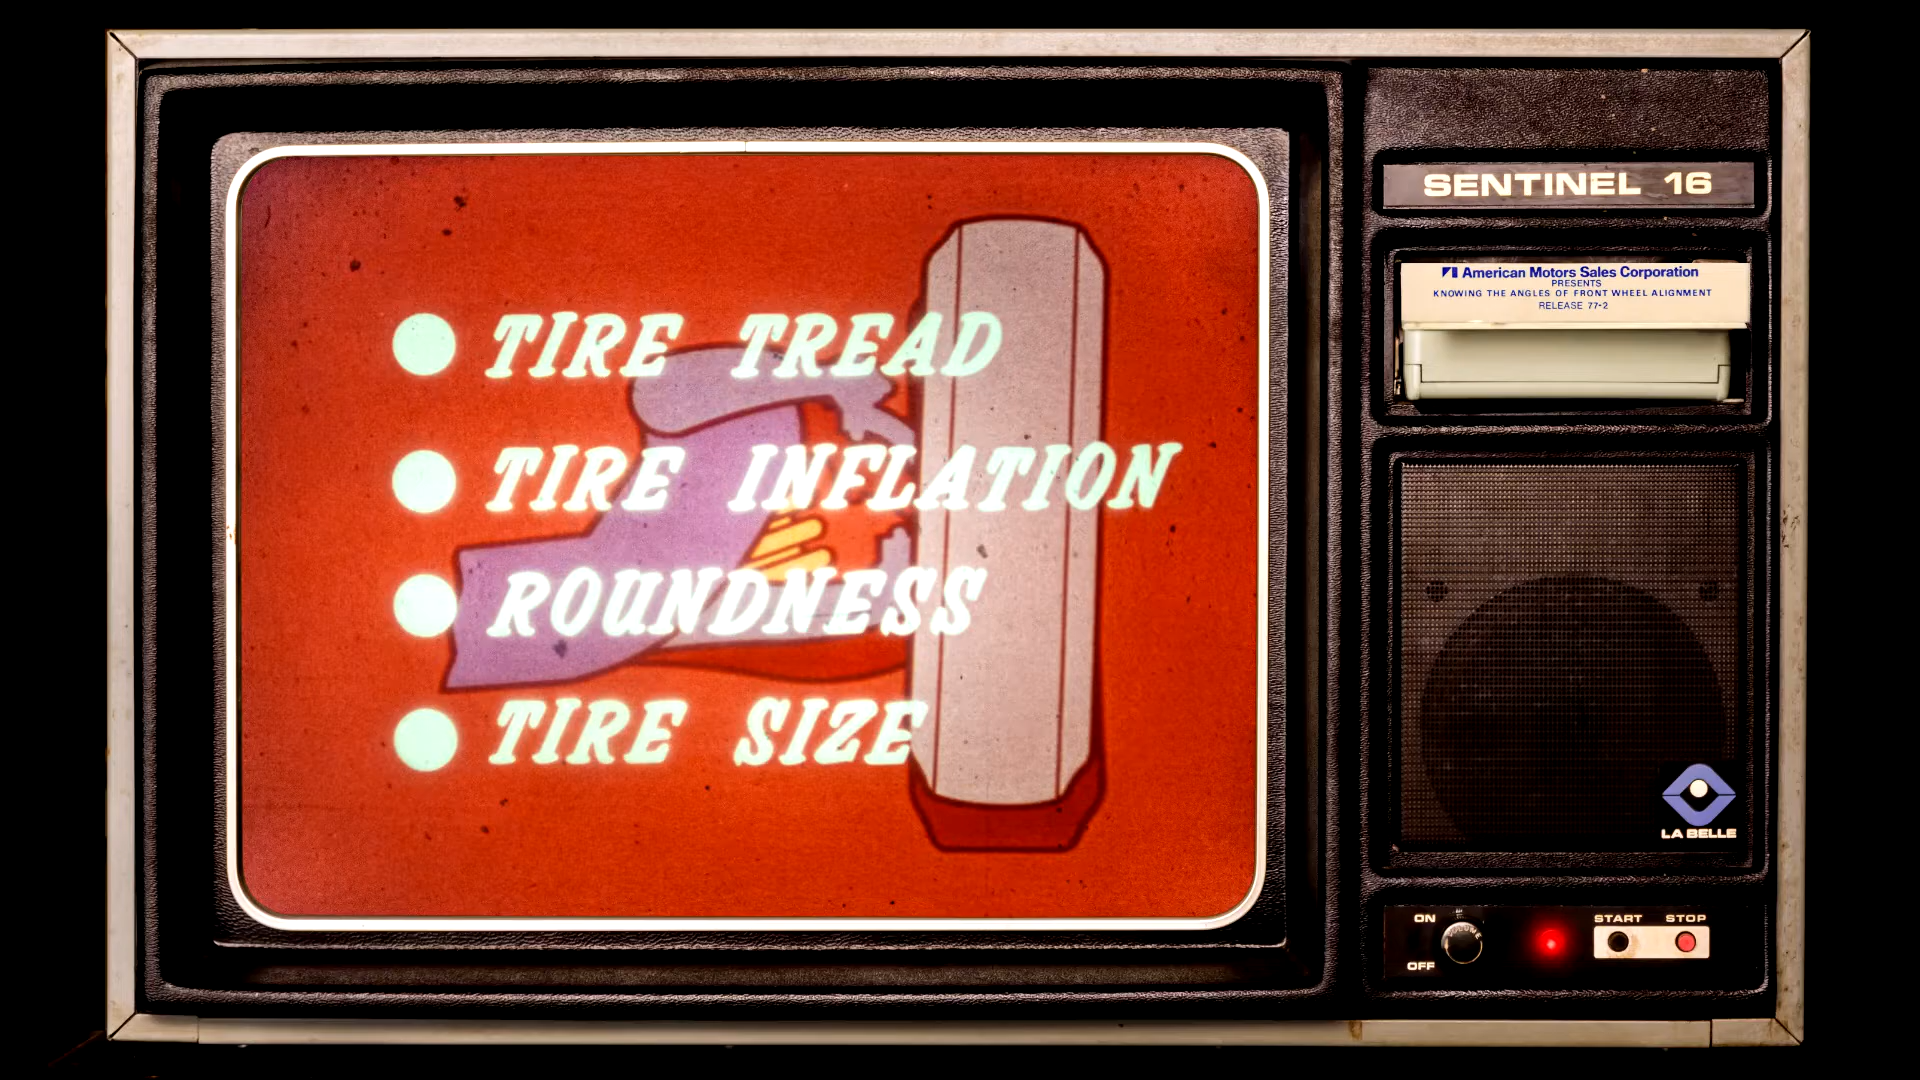 TIRE TREAD
TIRE INFLATION
ROUNDNESS
TIRE SIZE
SENTINEL 16
American Motors Sales Corporation
PRESENTS
KNOWING THE ANGLES OF FRONT WHEEL ALIGNMENT
RELEASE 77-2
LA BELLE
ON
OFF
VOLUME
START STOP